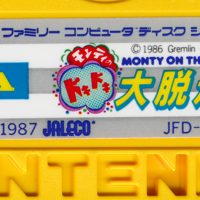 ファミリー コンピュータ ディスク シ
© 1986 Gremlin
MONTY ON TH
モンティの
ドキドキ
大脱
1987 JALECO JFD-
NTEN